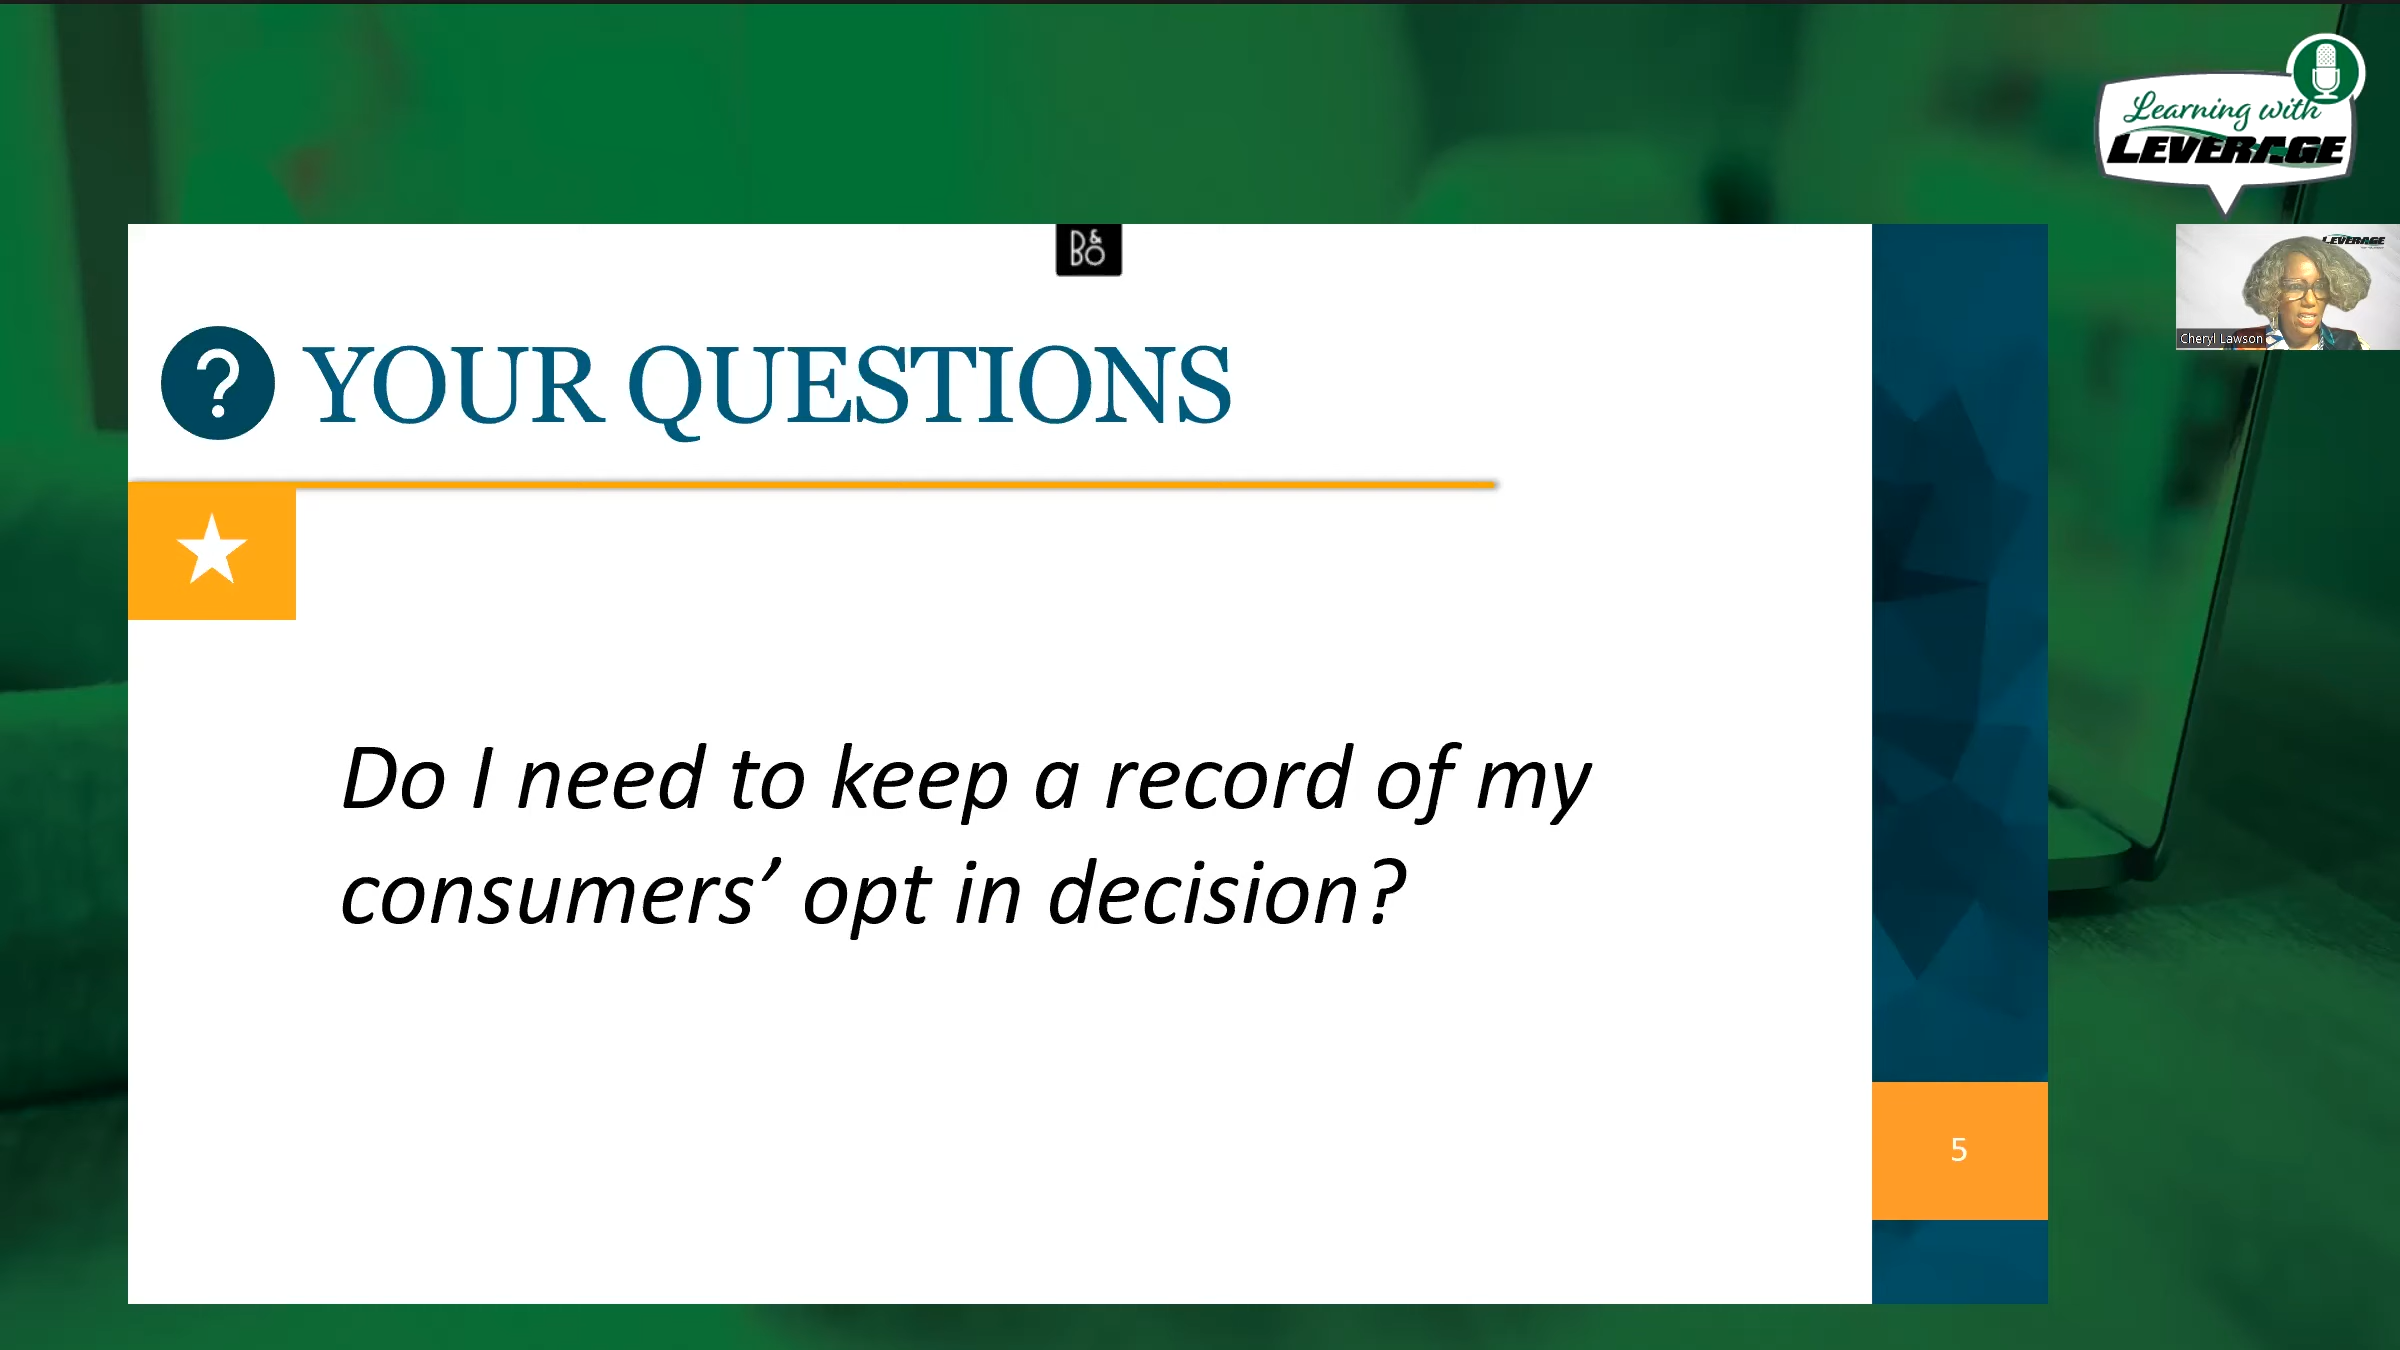 Learning with
LEVERAGE
B&O
LEVERAGE
Cheryl Lawson
? YOUR QUESTIONS
Do I need to keep a record of my
consumers’ opt in decision?
5